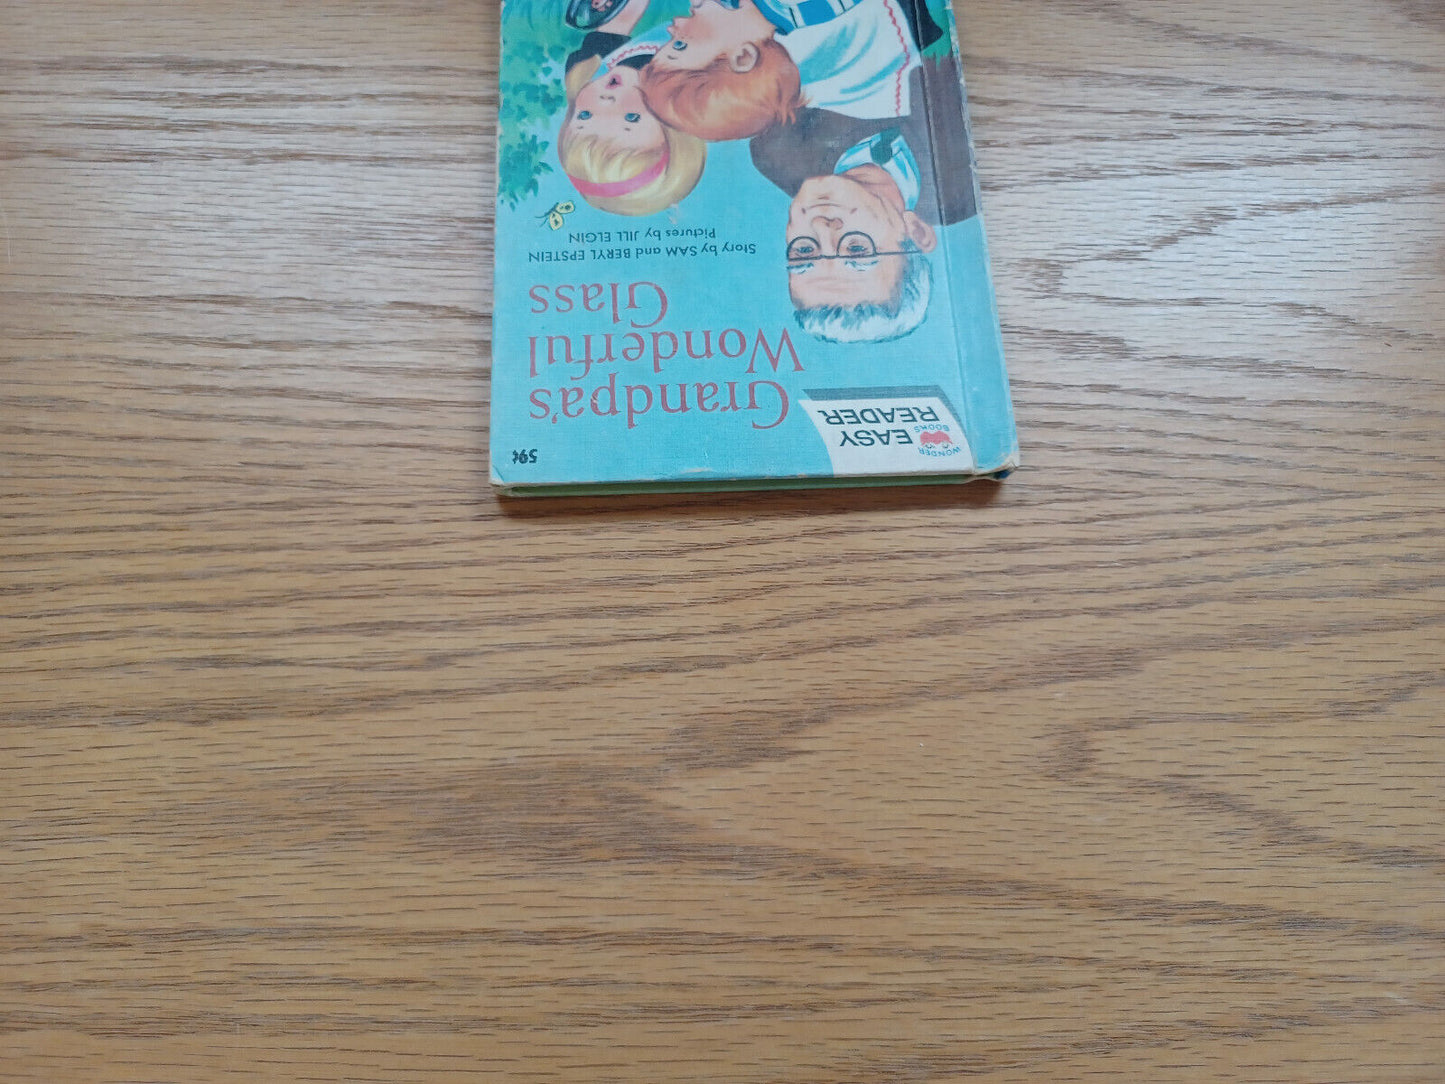 59¢
WONDER
BOOKS
EASY
READER
Grandpa's
Wonderful
Glass
Story by SAM and BERYL EPSTEIN
Pictures by JILL ELGIN